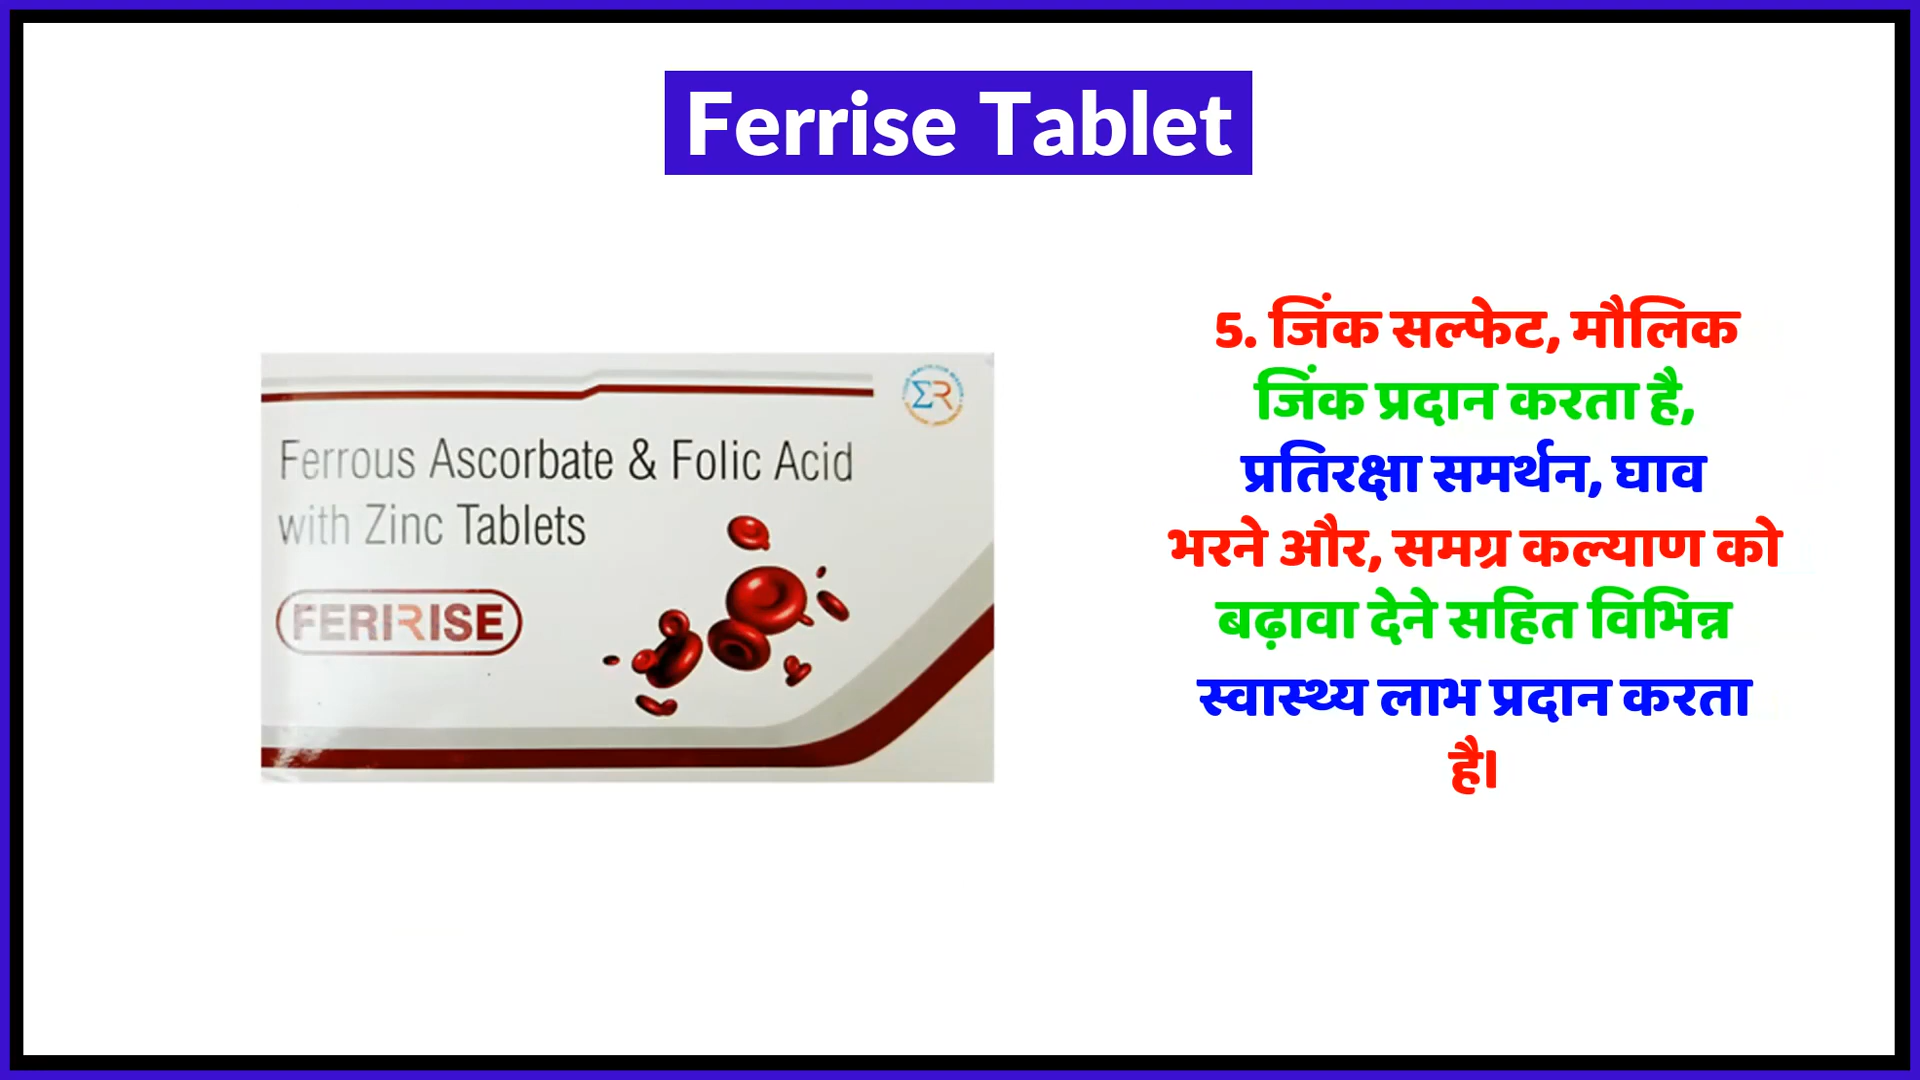 Ferrise Tablet
Ferrous Ascorbate & Folic Acid
with Zinc Tablets
FERIRISE
5. जिंक सल्फेट, मौलिक
जिंक प्रदान करता है,
प्रतिरक्षा समर्थन, घाव
भरने और, समग्र कल्याण को
बढ़ावा देने सहित विभिन्न
स्वास्थ्य लाभ प्रदान करता
है।